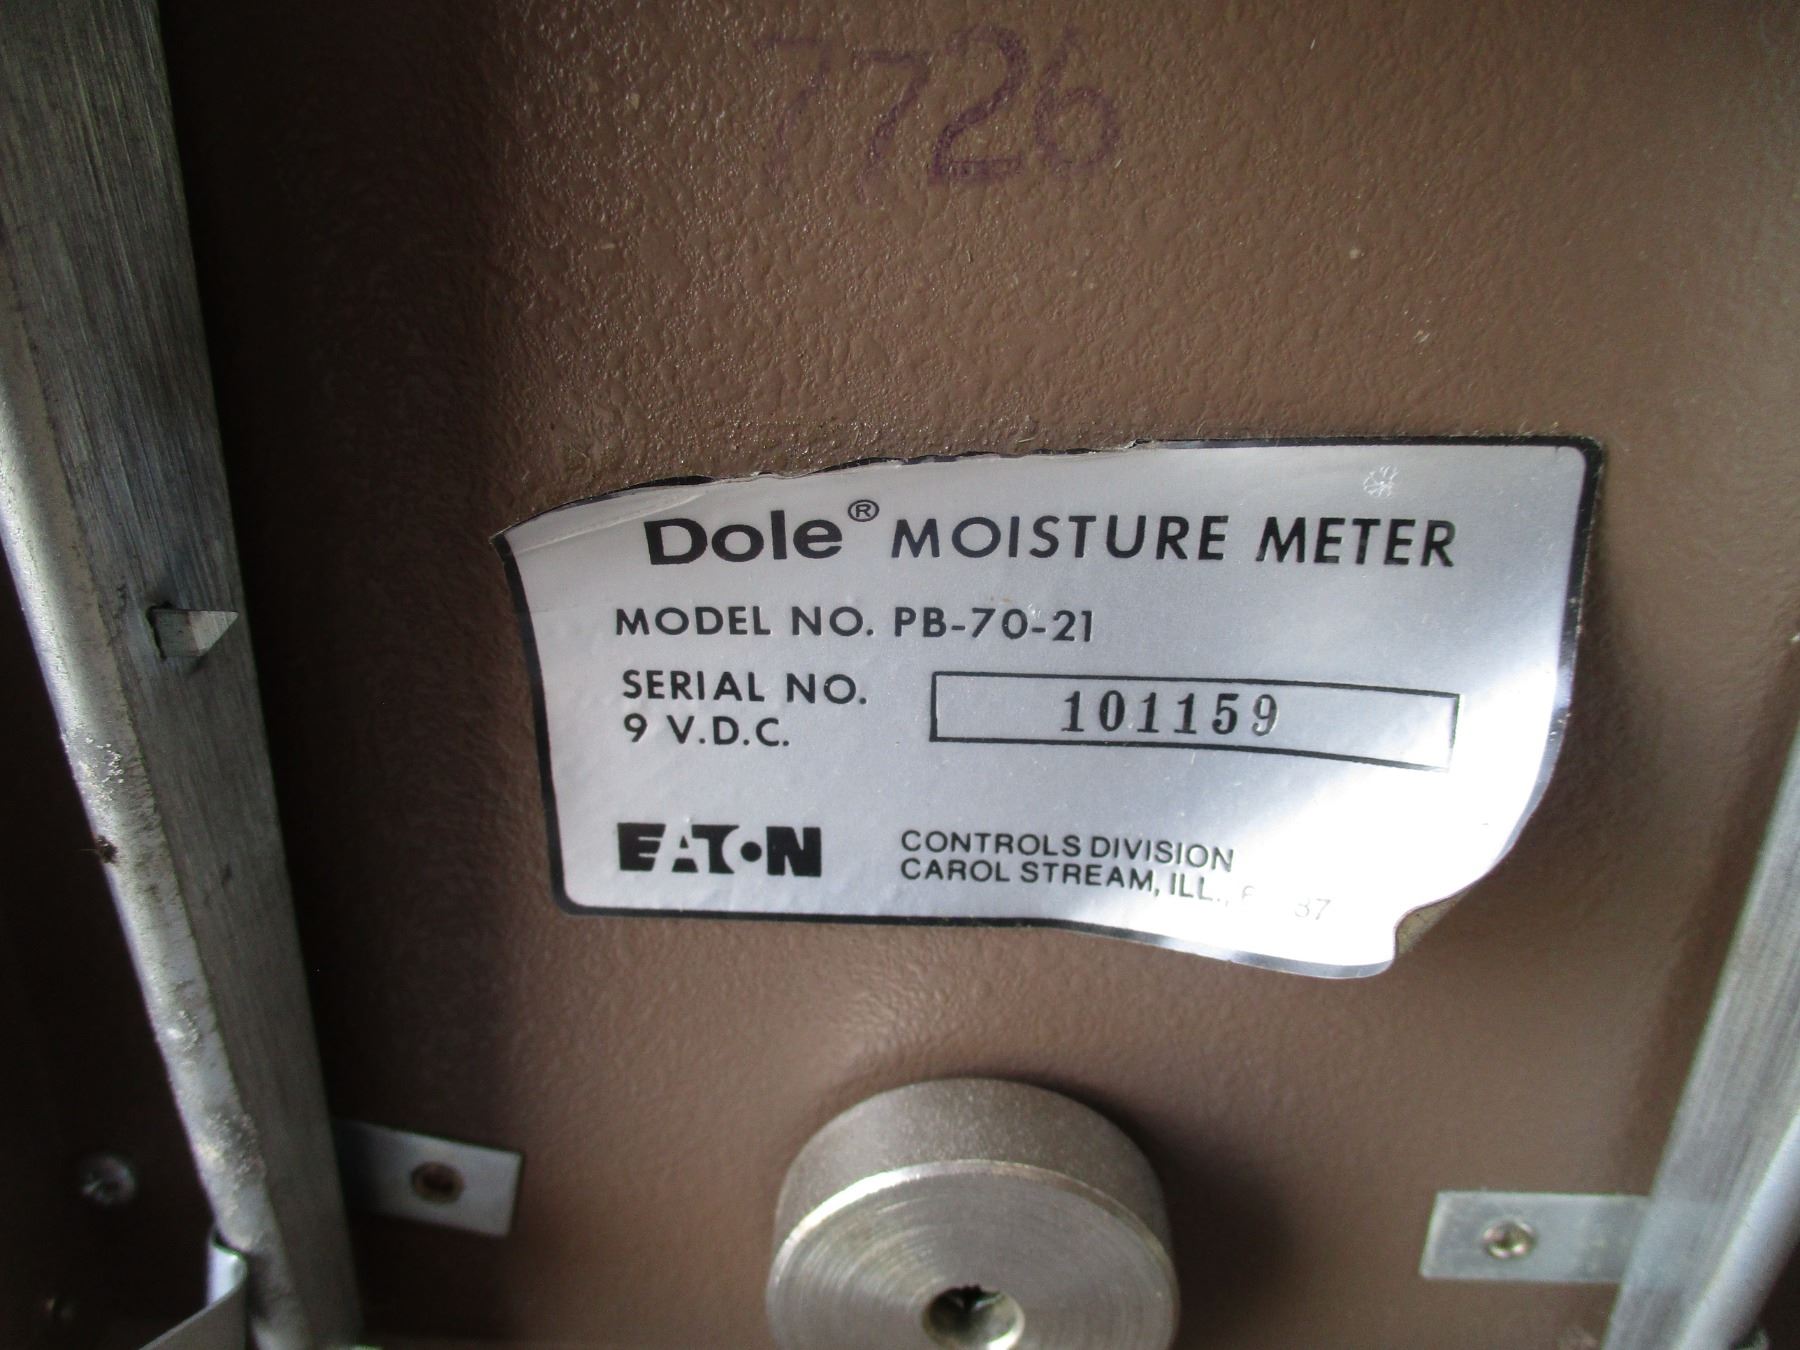 7726
Dole® MOISTURE METER
MODEL NO. PB-70-21
SERIAL NO. 101159
9 V.D.C.
EATON
CONTROLS DIVISION
CAROL STREAM, ILL.,